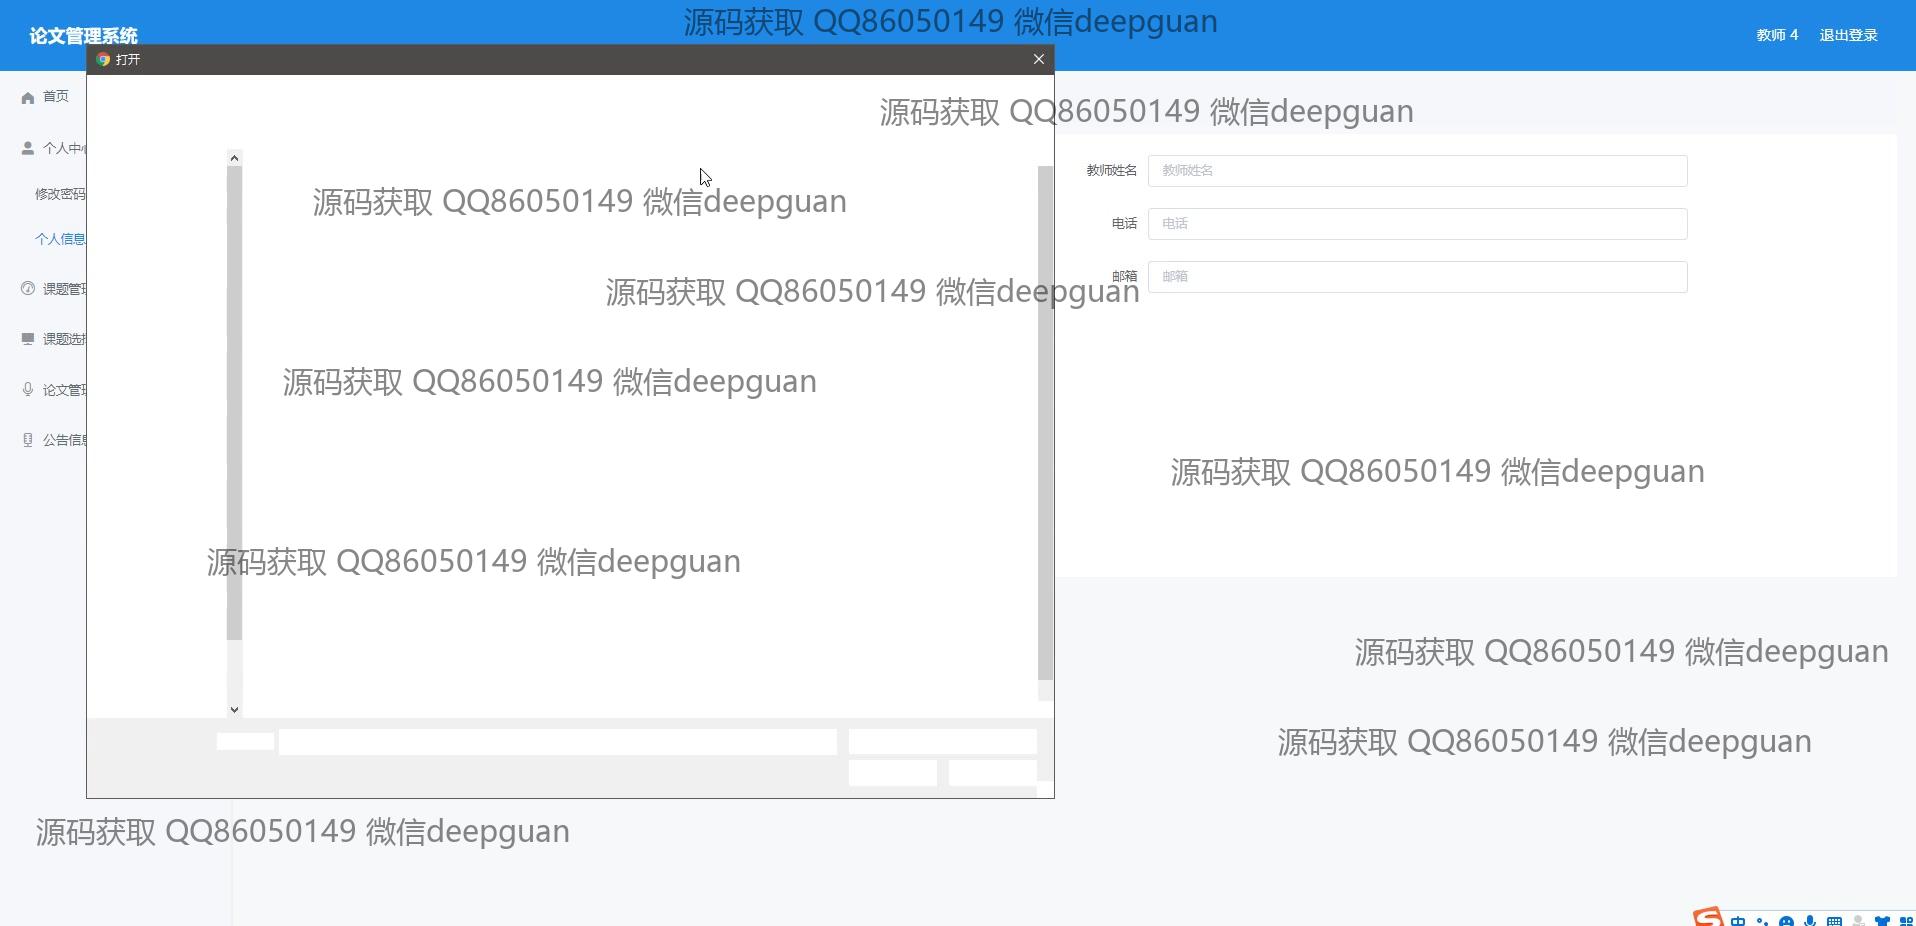 源码获取 QQ86050149 微信deepguan
论文管理系统
教师 4 退出登录
打开
首页
源码获取 QQ86050149 微信deepguan
个人中心
教师姓名 教师姓名
修改密码
源码获取 QQ86050149 微信deepguan
电话 电话
个人信息
邮箱 邮箱
课题管理
源码获取 QQ86050149 微信deepguan
课题选择
源码获取 QQ86050149 微信deepguan
论文管理
公告信息
源码获取 QQ86050149 微信deepguan
源码获取 QQ86050149 微信deepguan
源码获取 QQ86050149 微信deepguan
源码获取 QQ86050149 微信deepguan
源码获取 QQ86050149 微信deepguan
中